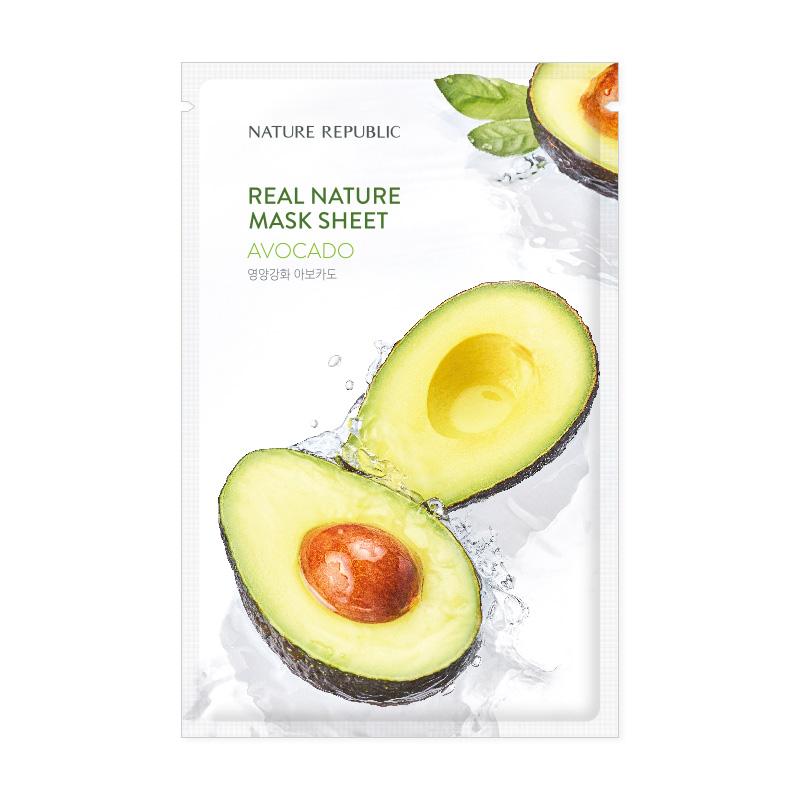 NATURE REPUBLIC
REAL NATURE
MASK SHEET
AVOCADO
영양강화 아보카도